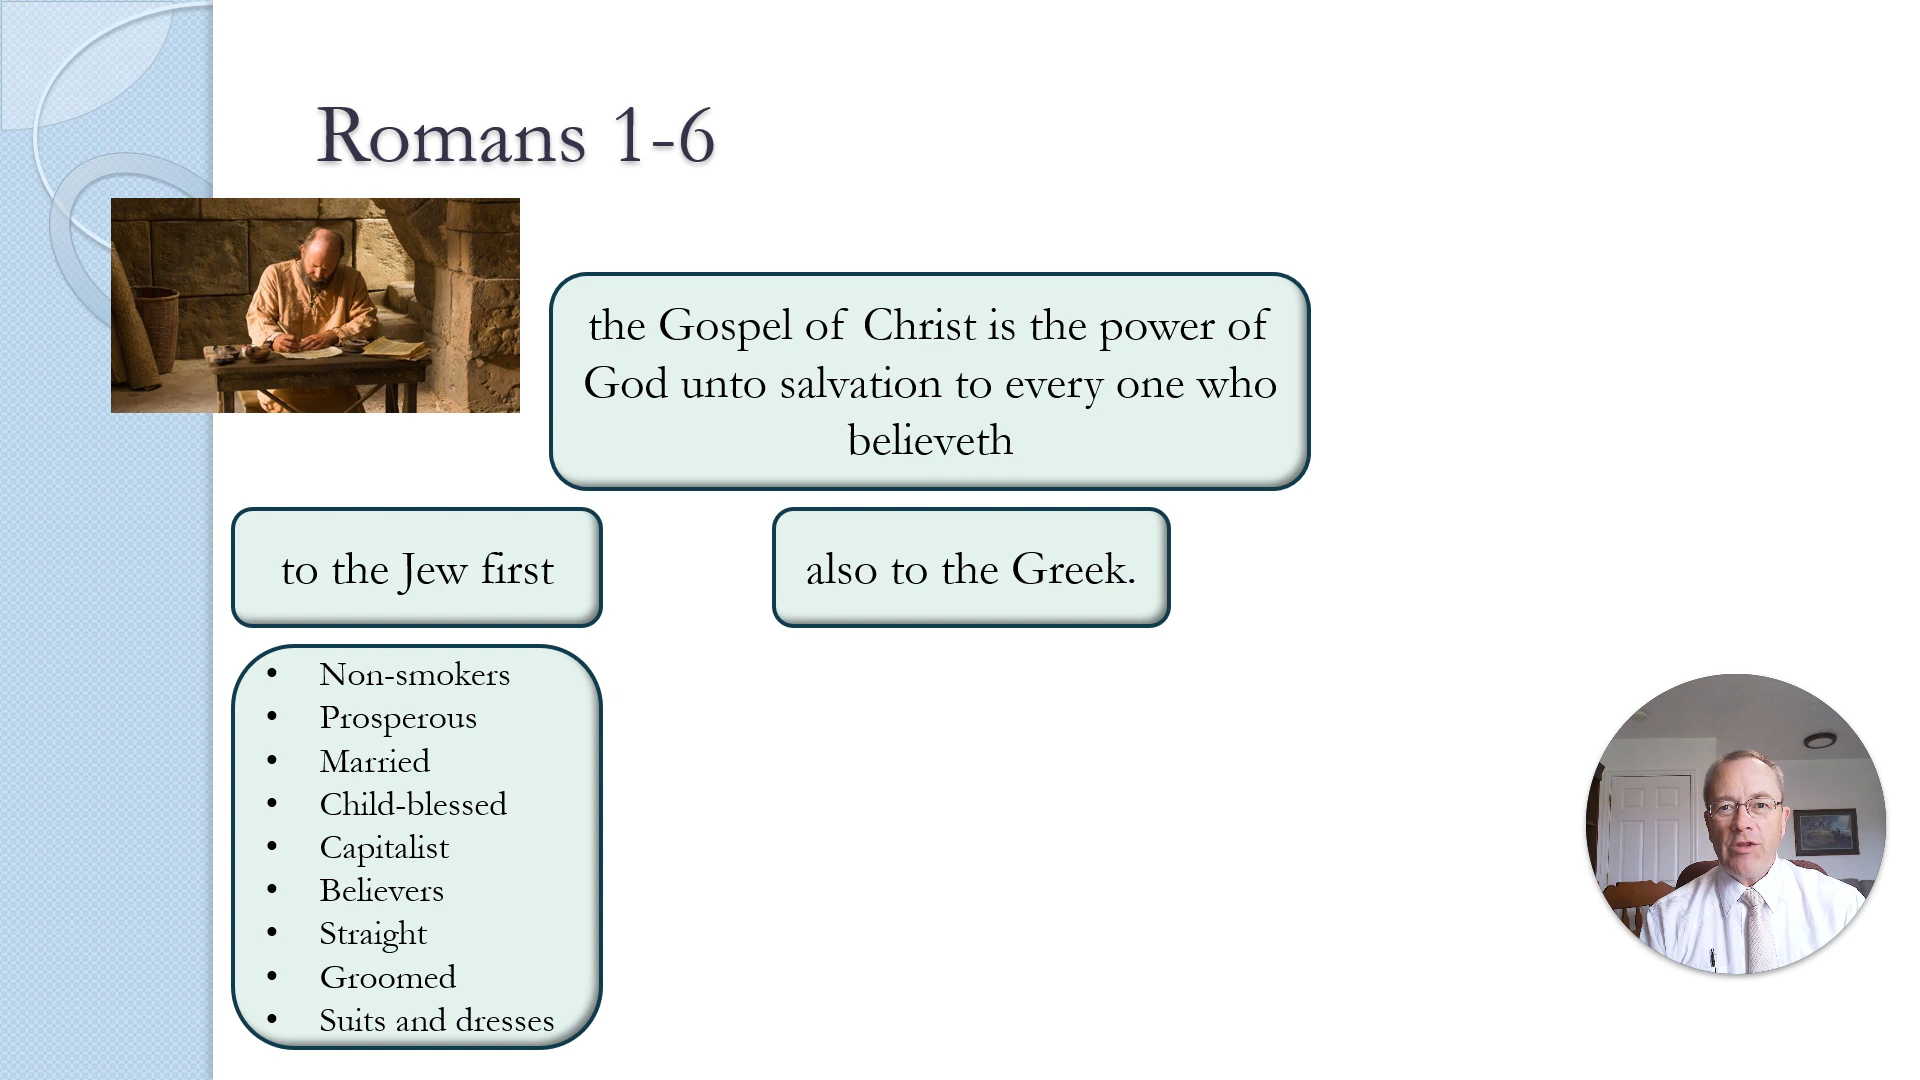 Romans 1-6
the Gospel of Christ is the power of
God unto salvation to every one who
believeth
to the Jew first
also to the Greek.
• Non-smokers
• Prosperous
• Married
• Child-blessed
• Capitalist
• Believers
• Straight
• Groomed
• Suits and dresses